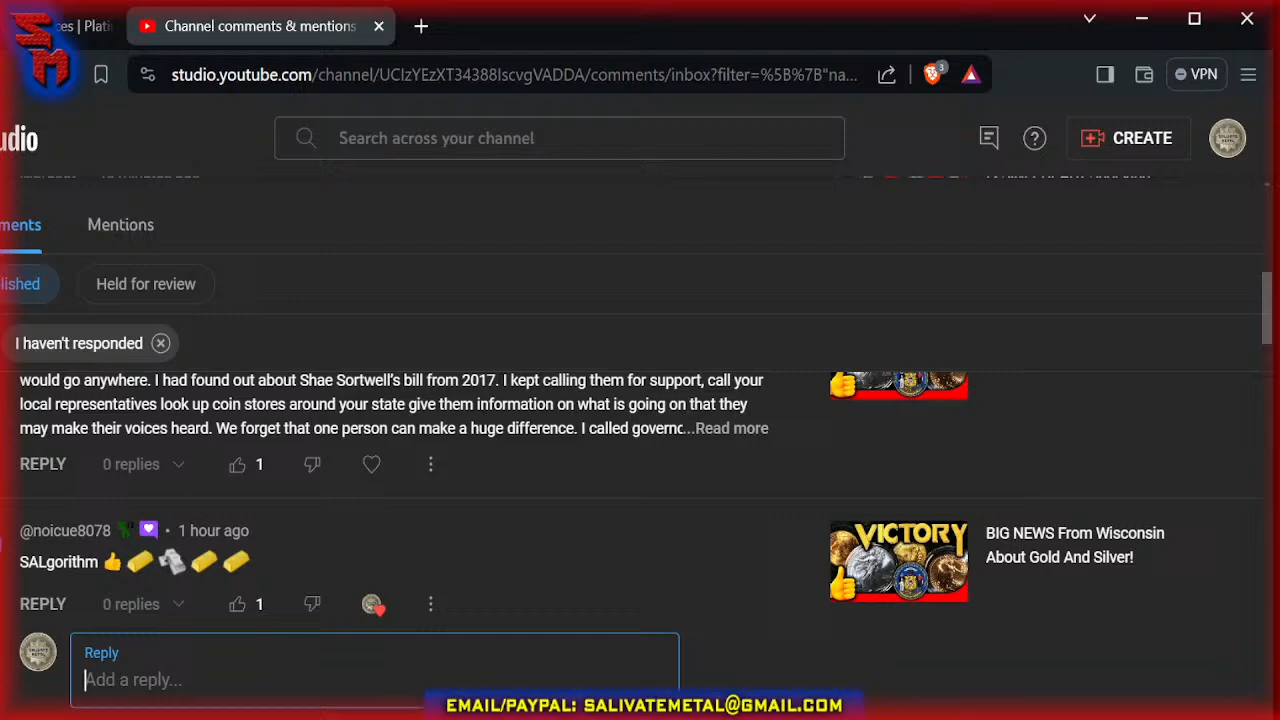 SM
ces | Plati
Channel comments & mentions
studio.youtube.com/channel/UCIzYEzXT34388lscvgVADDA/comments/inbox?filter=%5B%7B"na...
3
VPN
udio
Search across your channel
CREATE
ments
Mentions
lished
Held for review
I haven't responded
would go anywhere. I had found out about Shae Sortwell's bill from 2017. I kept calling them for support, call your
local representatives look up coin stores around your state give them information on what is going on that they
may make their voices heard. We forget that one person can make a huge difference. I called governc...Read more
REPLY 0 replies 1
@noicue8078 • 1 hour ago
SALgorithm 👍
VICTORY
BIG NEWS From Wisconsin
About Gold And Silver!
REPLY 0 replies 1
Reply
Add a reply...
EMAIL/PAYPAL: SALIVATEMETAL@GMAIL.COM